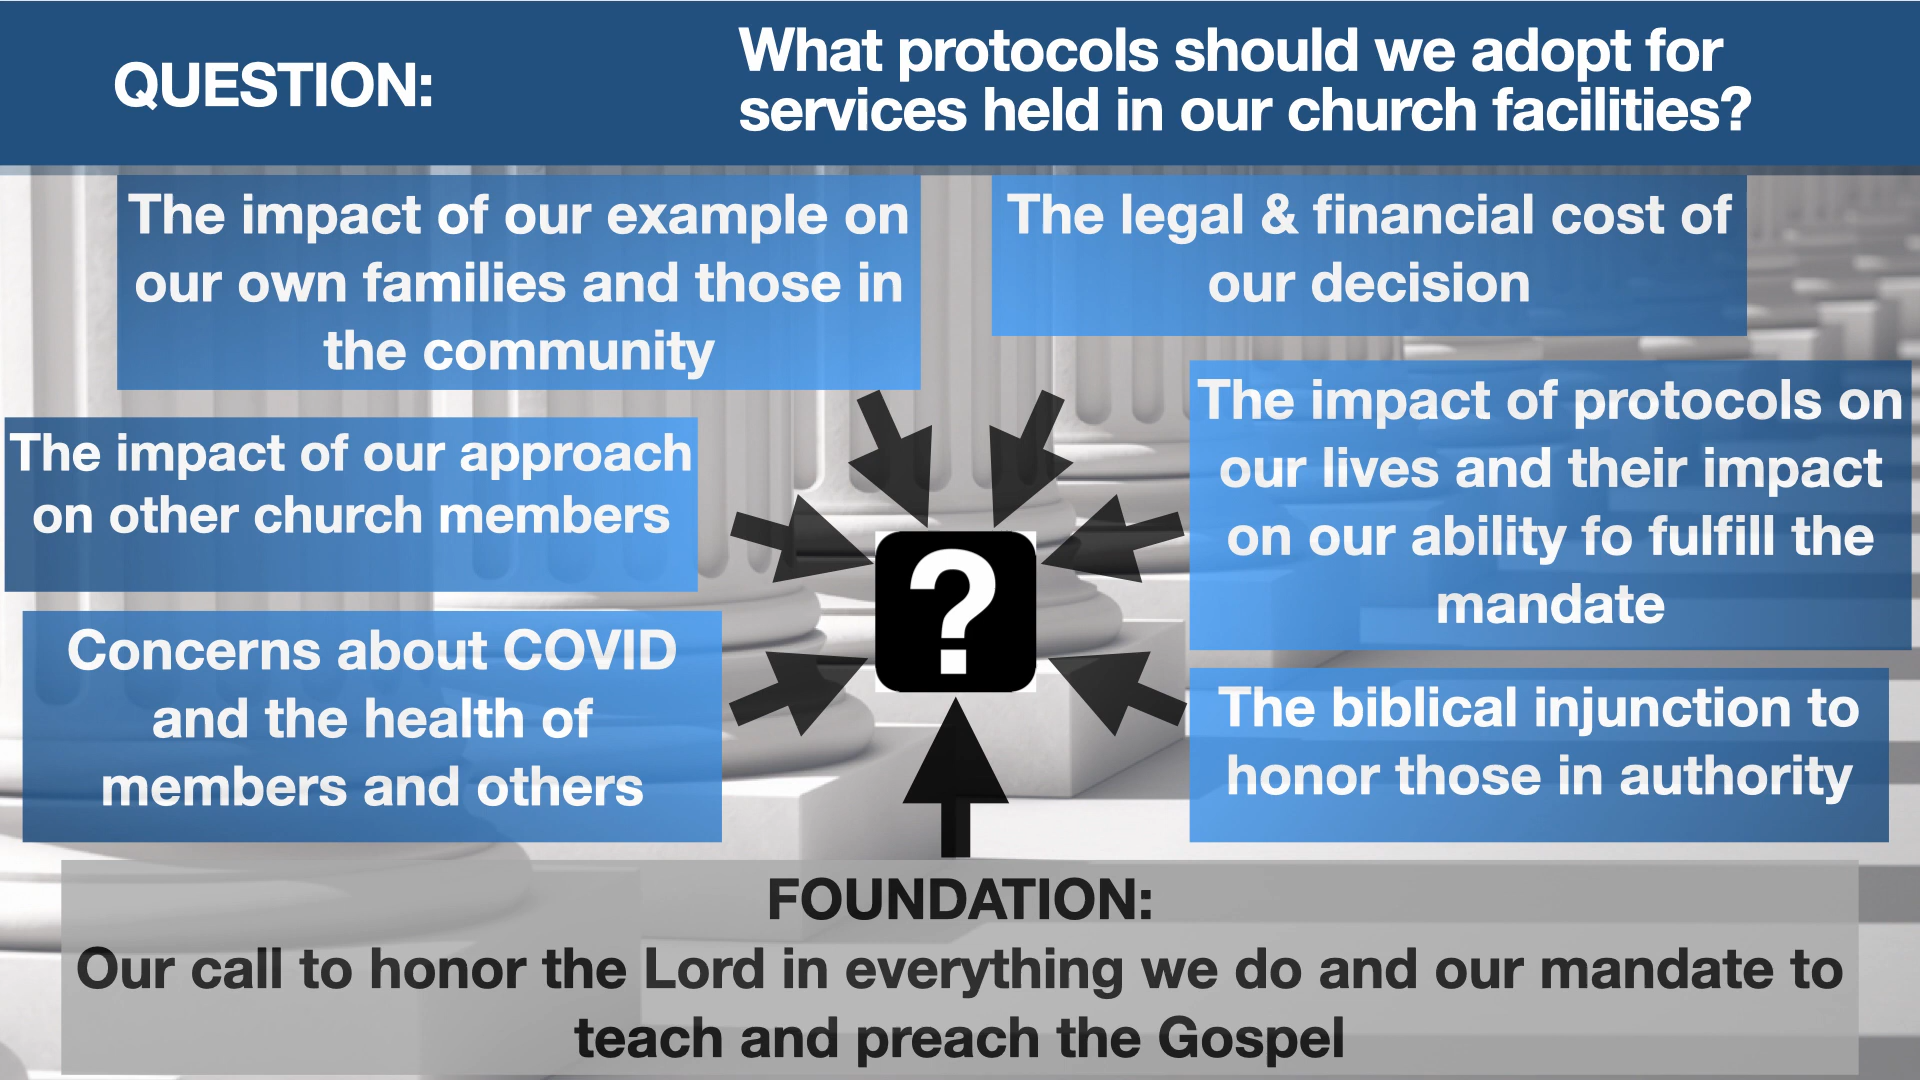 QUESTION:
What protocols should we adopt for
services held in our church facilities?
The impact of our example on
our own families and those in
the community
The legal & financial cost of
our decision
The impact of our approach
on other church members
The impact of protocols on
our lives and their impact
on our ability fo fulfill the
mandate
Concerns about COVID
and the health of
members and others
The biblical injunction to
honor those in authority
?
FOUNDATION:
Our call to honor the Lord in everything we do and our mandate to
teach and preach the Gospel